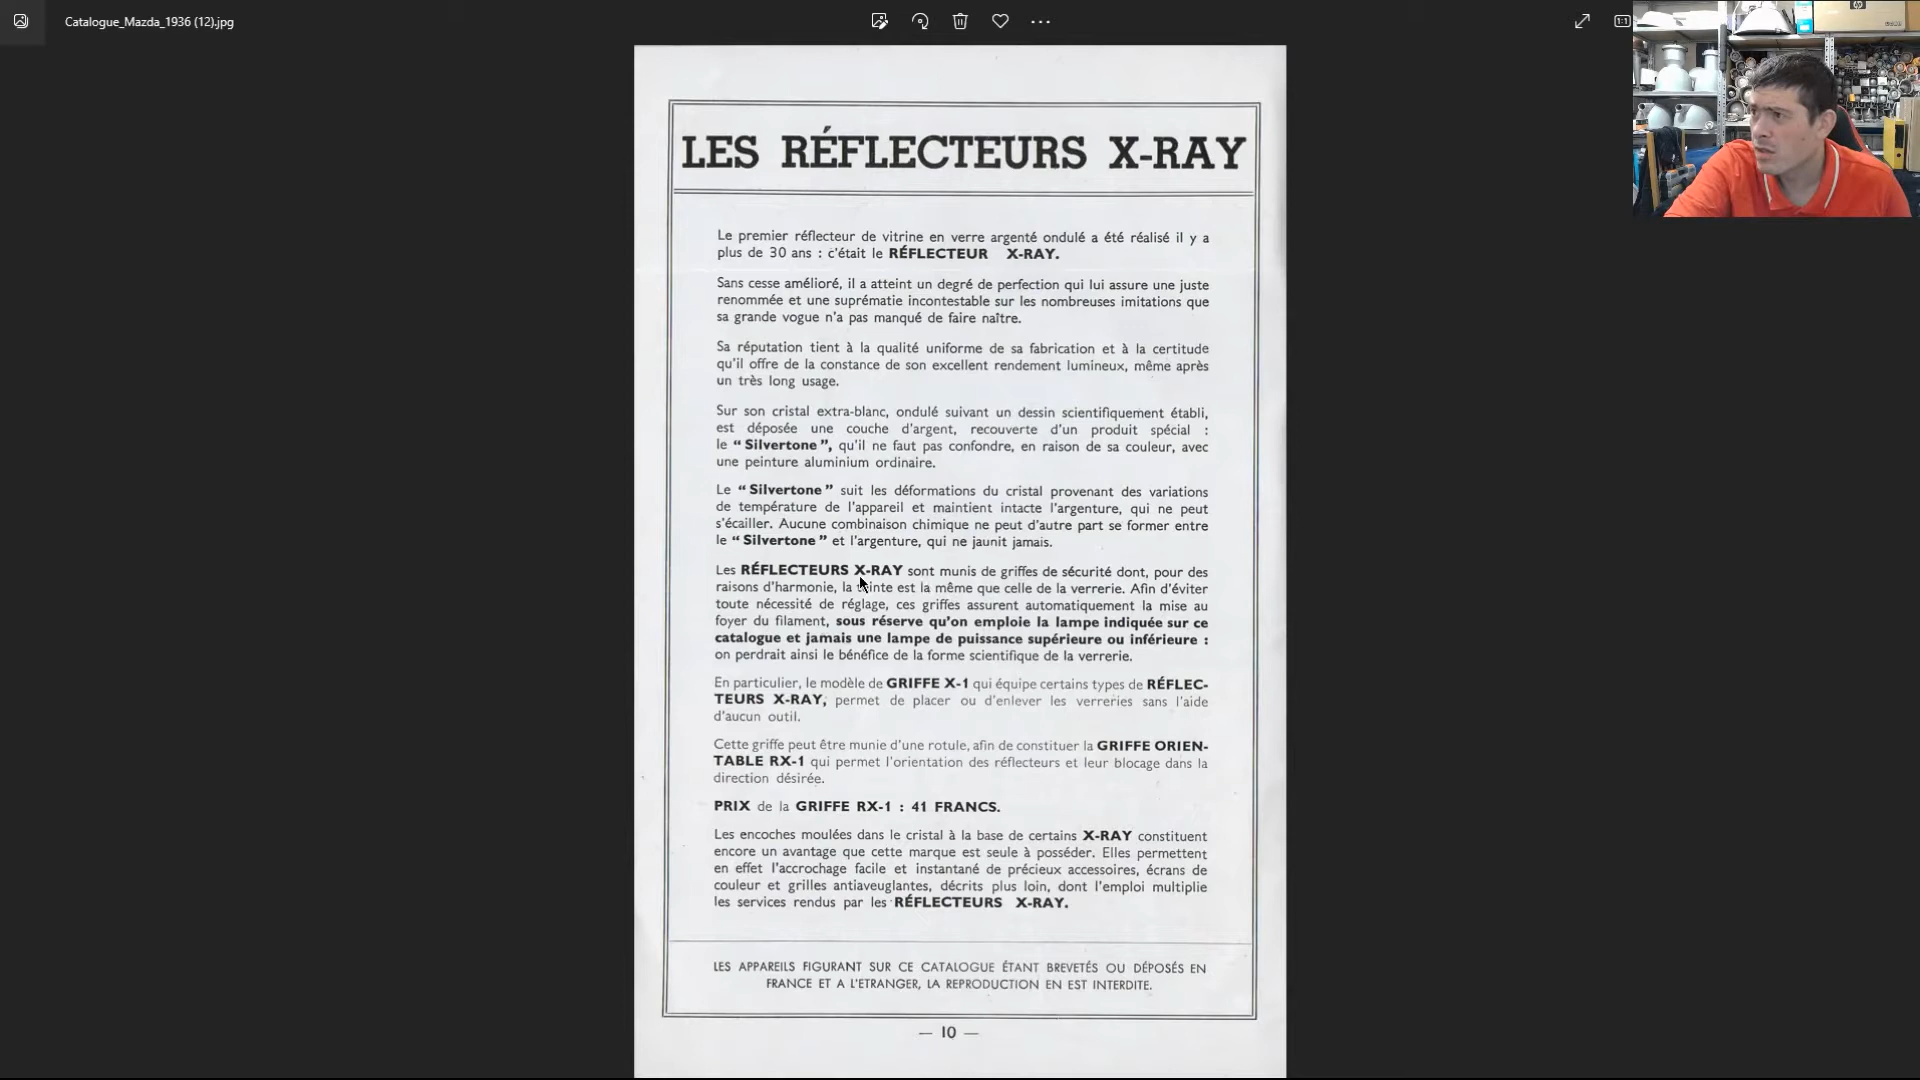 Catalogue_Mazda_1936 (12).jpg
LES RÉFLECTEURS X-RAY
Le premier réflecteur de vitrine en verre argenté ondulé a été réalisé il y a
plus de 30 ans : c'était le RÉFLECTEUR X-RAY.
Sans cesse amélioré, il a atteint un degré de perfection qui lui assure une juste
renommée et une suprématie incontestable sur les nombreuses imitations que
sa grande vogue n'a pas manqué de faire naître.
Sa réputation tient à la qualité uniforme de sa fabrication et à la certitude
qu'il offre de la constance de son excellent rendement lumineux, même après
un très long usage.
Sur son cristal extra-blanc, ondulé suivant un dessin scientifiquement établi,
est déposée une couche d'argent, recouverte d'un produit spécial :
le “ Silvertone ”, qu'il ne faut pas confondre, en raison de sa couleur, avec
une peinture aluminium ordinaire.
Le “ Silvertone ” suit les déformations du cristal provenant des variations
de température de l'appareil et maintient intacte l'argenture, qui ne peut
s'écailler. Aucune combinaison chimique ne peut d'autre part se former entre
le “ Silvertone ” et l'argenture, qui ne jaunit jamais.
Les RÉFLECTEURS X-RAY sont munis de griffes de sécurité dont, pour des
raisons d'harmonie, la teinte est la même que celle de la verrerie. Afin d'éviter
toute nécessité de réglage, ces griffes assurent automatiquement la mise au
foyer du filament, sous réserve qu'on emploie la lampe indiquée sur ce
catalogue et jamais une lampe de puissance supérieure ou inférieure :
on perdrait ainsi le bénéfice de la forme scientifique de la verrerie.
En particulier, le modèle de GRIFFE X-1 qui équipe certains types de RÉFLEC-
TEURS X-RAY, permet de placer ou d'enlever les verreries sans l'aide
d'aucun outil.
Cette griffe peut être munie d'une rotule, afin de constituer la GRIFFE ORIEN-
TABLE RX-1 qui permet l'orientation des réflecteurs et leur blocage dans la
direction désirée.
PRIX de la GRIFFE RX-1 : 41 FRANCS.
Les encoches moulées dans le cristal à la base de certains X-RAY constituent
encore un avantage que cette marque est seule à posséder. Elles permettent
en effet l'accrochage facile et instantané de précieux accessoires, écrans de
couleur et grilles antiaveuglantes, décrits plus loin, dont l'emploi multiplie
les services rendus par les RÉFLECTEURS X-RAY.
LES APPAREILS FIGURANT SUR CE CATALOGUE ÉTANT BREVETÉS OU DÉPOSÉS EN
FRANCE ET A L'ETRANGER, LA REPRODUCTION EN EST INTERDITE.
— 10 —